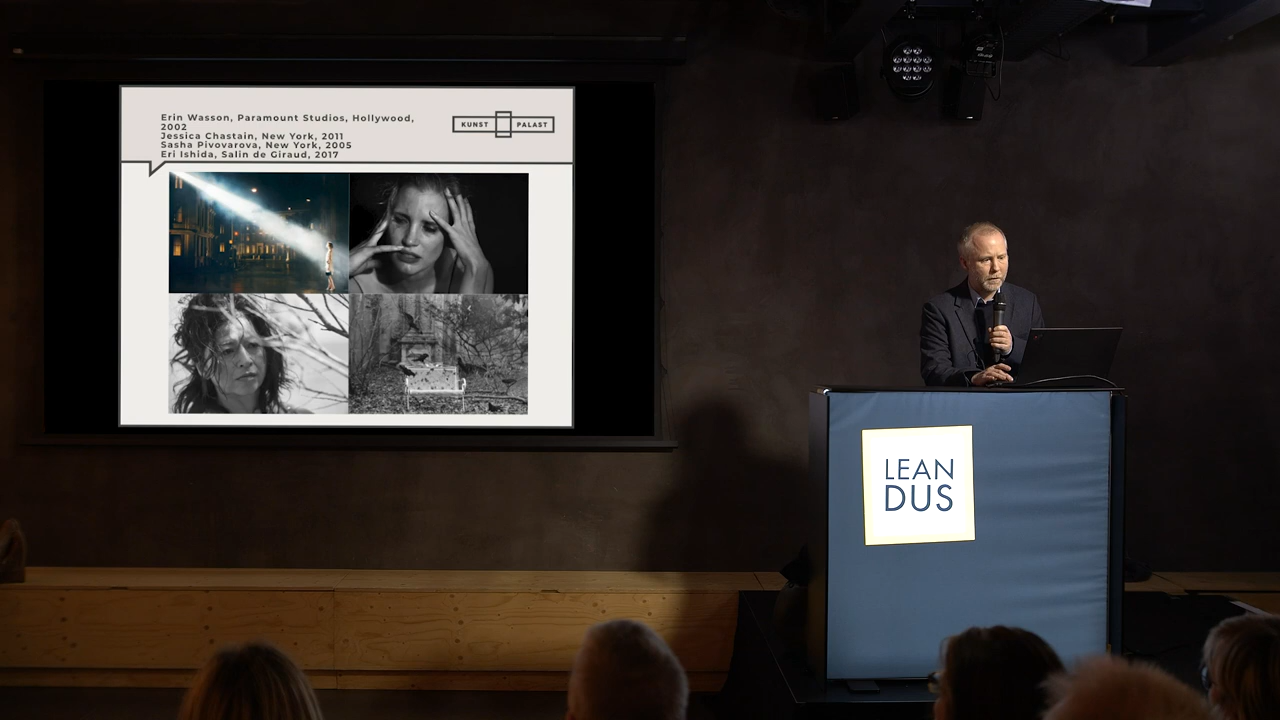 Erin Wasson, Paramount Studios, Hollywood,
2002
Jessica Chastain, New York, 2011
Sasha Pivovarova, New York, 2005
Eri Ishida, Salin de Giraud, 2017
KUNST PALAST
LEAN
DUS